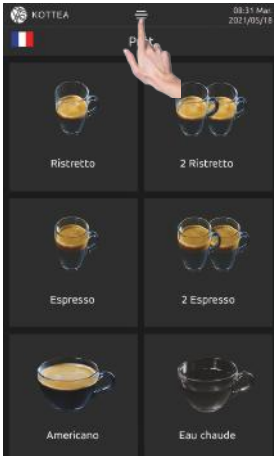 KOTTEA
08:31 Mar.
2021/05/18
Ristretto
2 Ristretto
Espresso
2 Espresso
Americano
Eau chaude